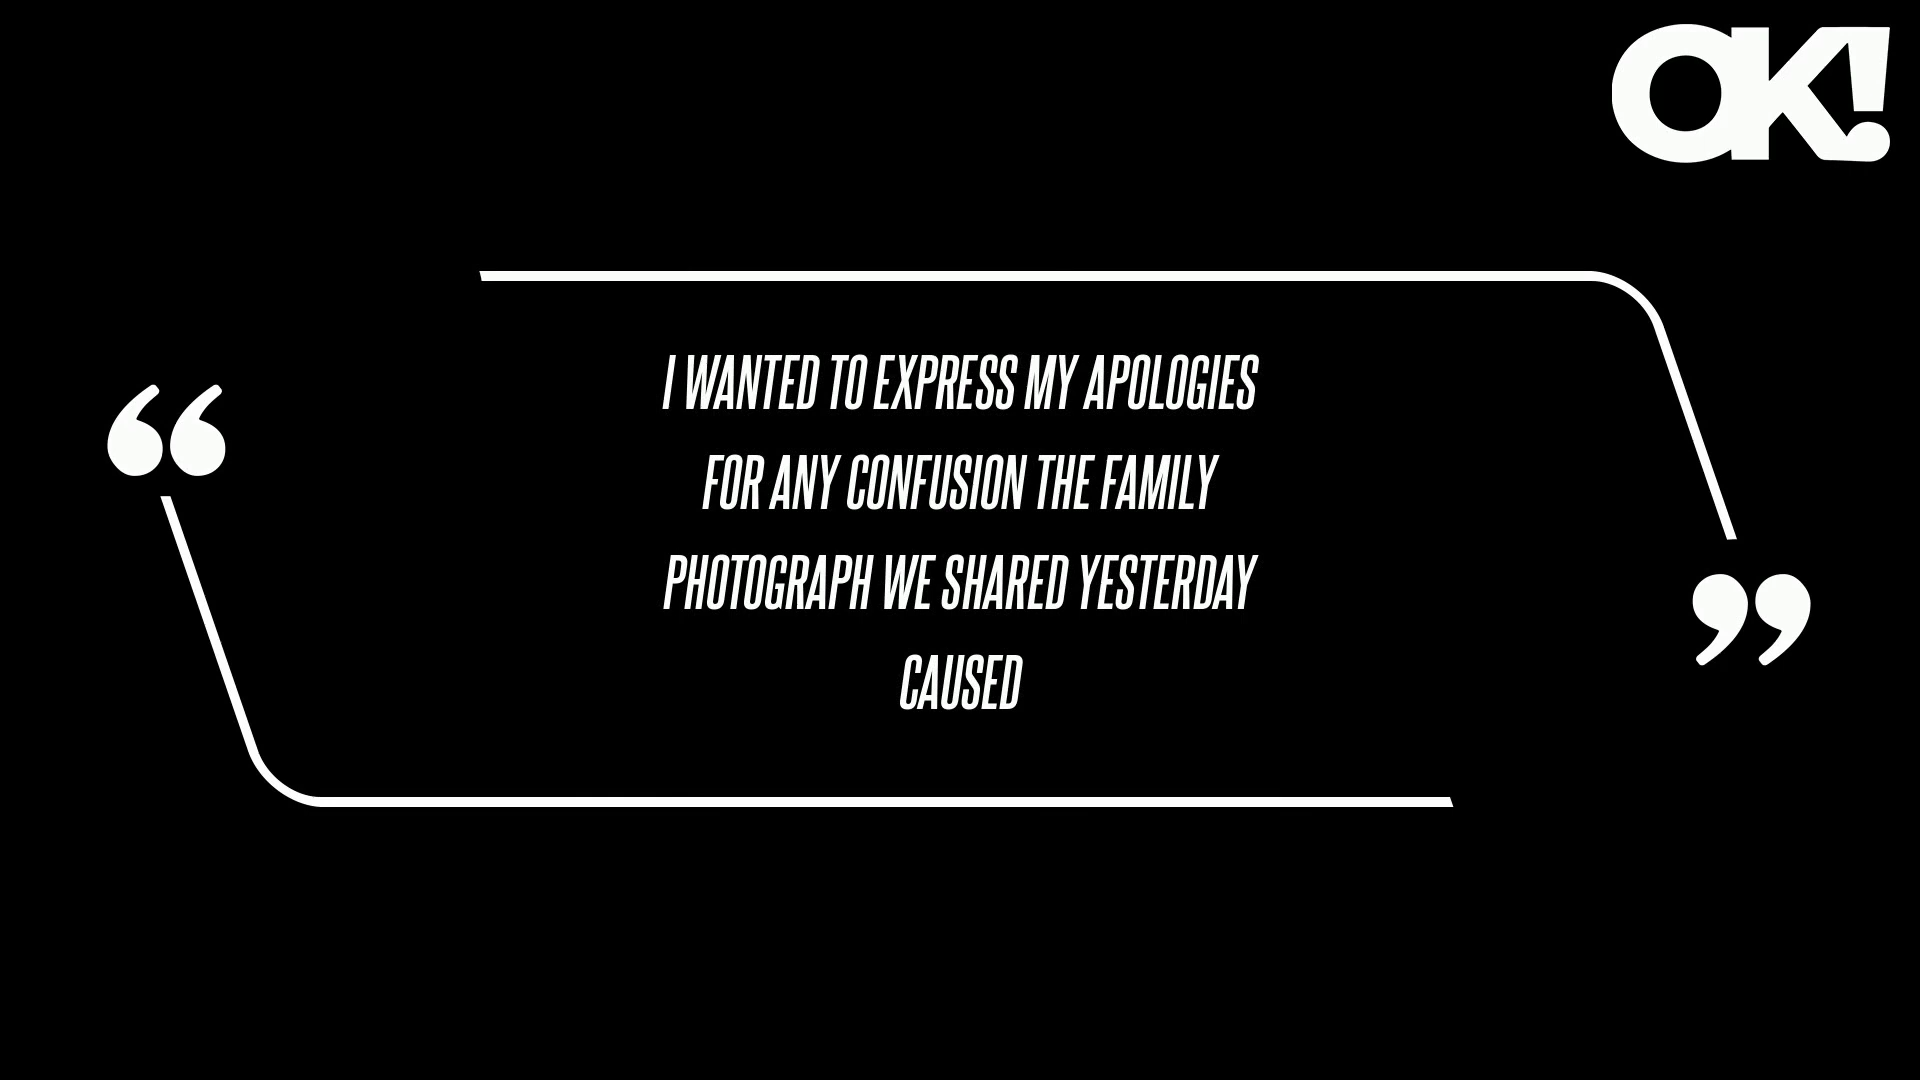 OK!
“
I WANTED TO EXPRESS MY APOLOGIES
FOR ANY CONFUSION THE FAMILY
PHOTOGRAPH WE SHARED YESTERDAY
CAUSED
”